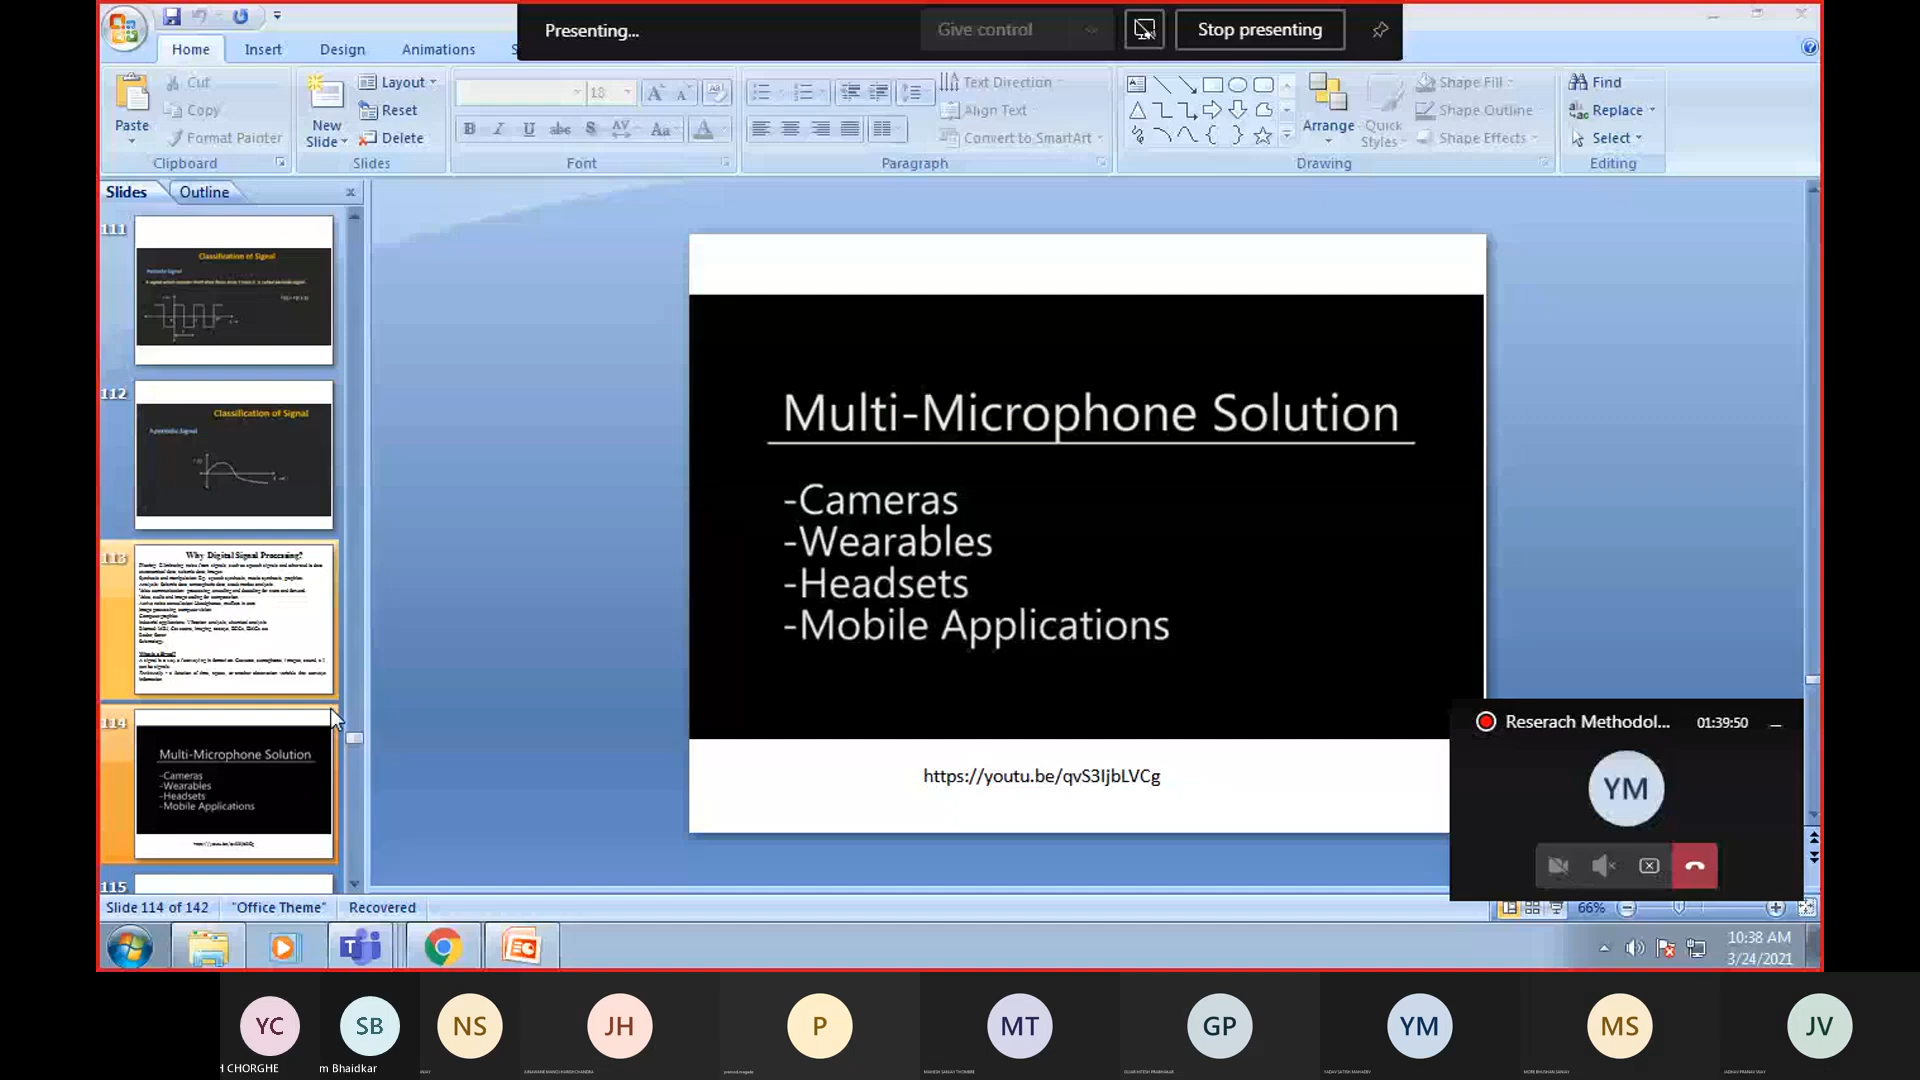 Presenting...
Give control
Stop presenting
Home
Insert
Design
Animations
S
Paste
Cut
Copy
Format Painter
Clipboard
New
Slide
Layout
Reset
Delete
Slides
18
Font
Text Direction
Align Text
Convert to SmartArt
Paragraph
Arrange
Quick
Styles
Shape Fill
Shape Outline
Shape Effects
Drawing
Find
Replace
Select
Editing
Slides
Outline
111
Classification of Signal
112
Classification of Signal
Aperiodic Signal
113
Why Digital Signal Processing?
What is a Signal?
114
Multi-Microphone Solution
-Cameras
-Wearables
-Headsets
-Mobile Applications
115
Multi-Microphone Solution
-Cameras
-Wearables
-Headsets
-Mobile Applications
https://youtu.be/qvS3IjbLVCg
Reserach Methodol...
01:39:50
YM
Slide 114 of 142
"Office Theme"
Recovered
66%
10:38 AM
3/24/2021
YC
SB
NS
JH
P
MT
GP
YM
MS
JV
H CHORGHE
m Bhaidkar